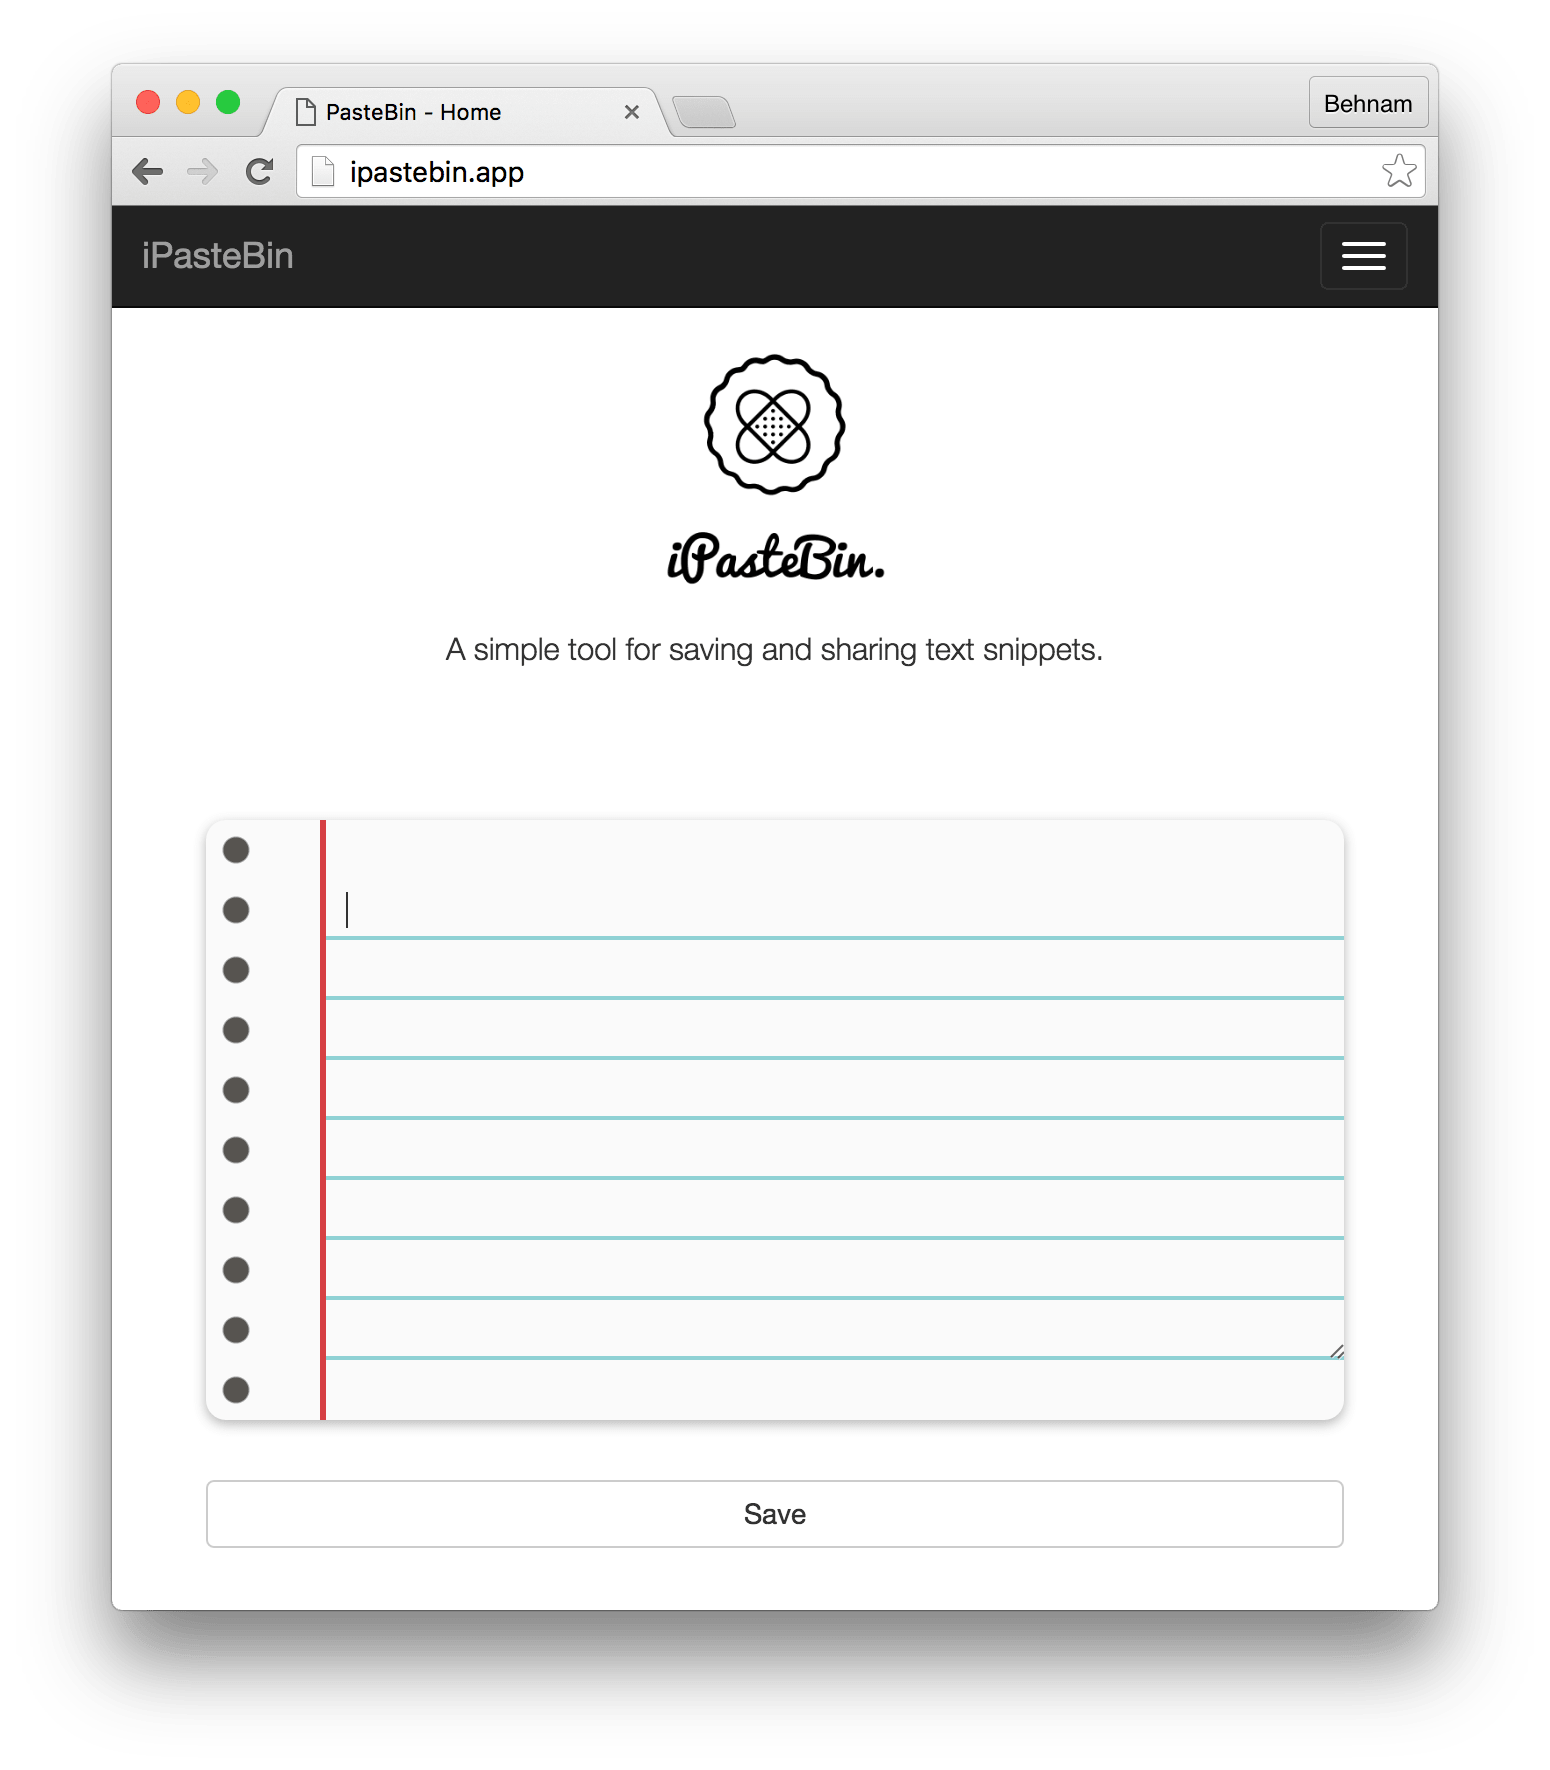 PasteBin - Home
Behnam
ipastebin.app
iPasteBin
iPasteBin.
A simple tool for saving and sharing text snippets.
Save